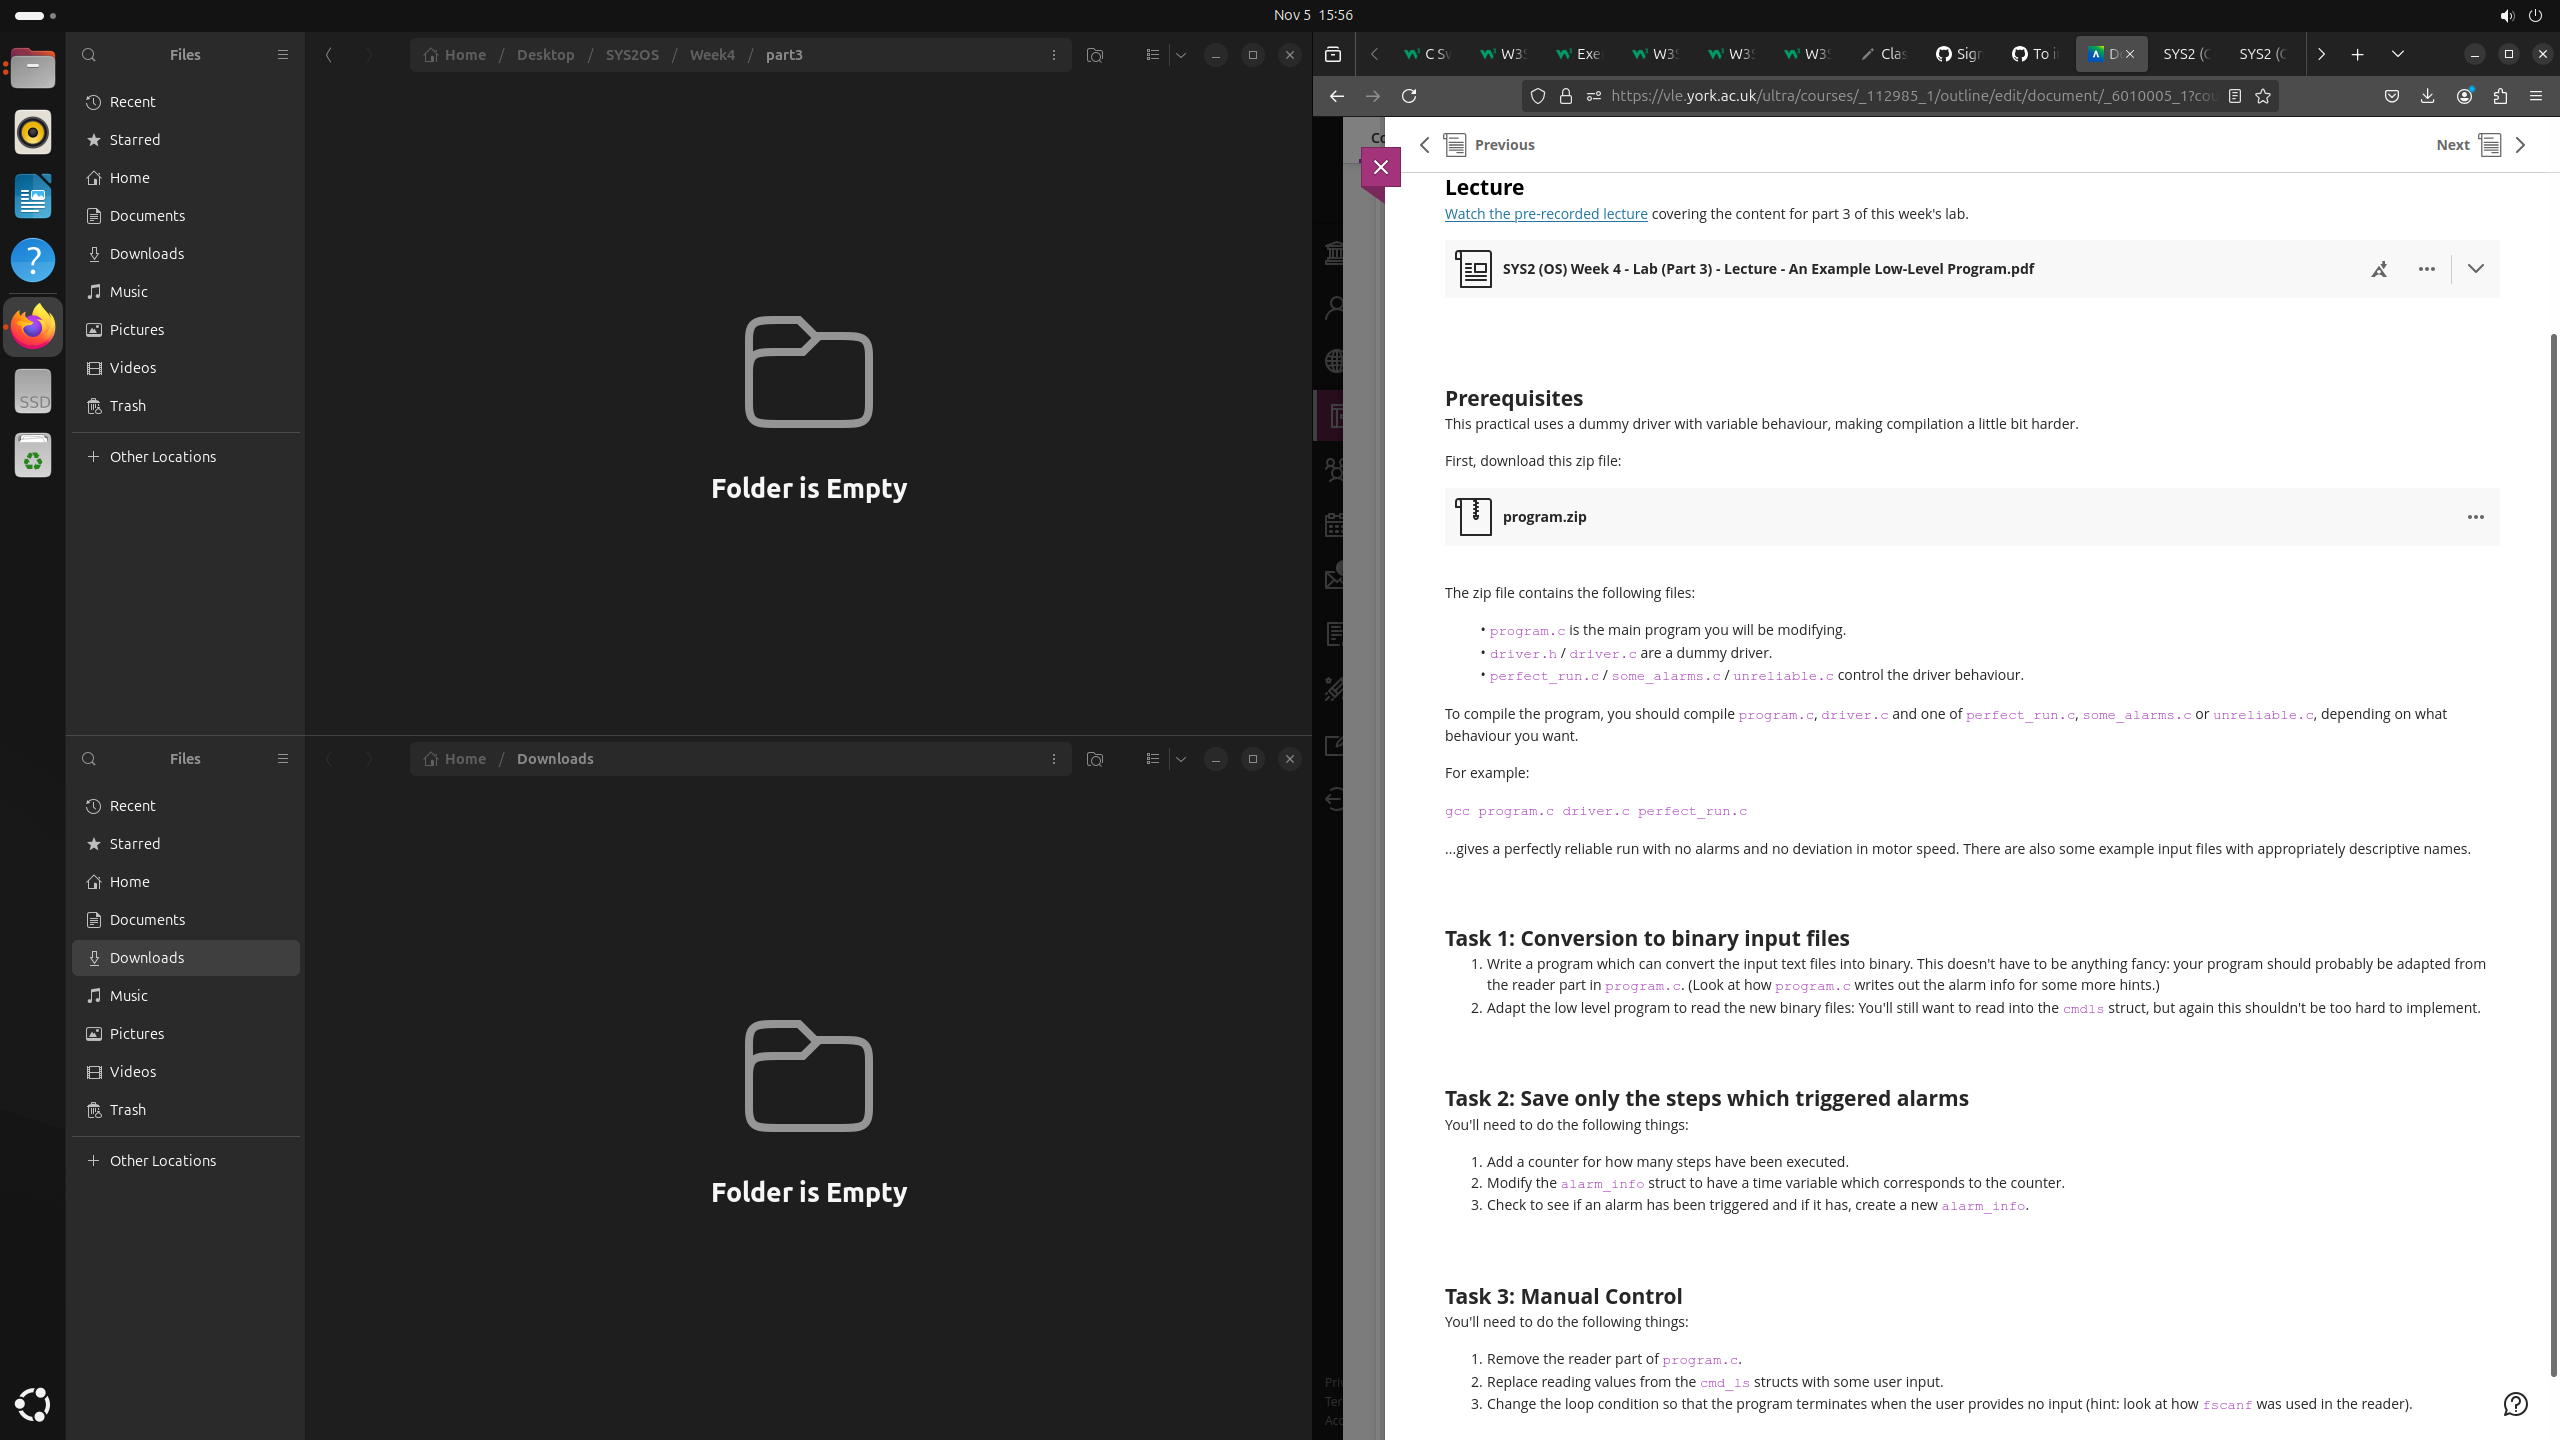 Nov 5 15:56
Files
Home / Desktop / SYS2OS / Week4 / part3
Recent
Starred
Home
Documents
Downloads
Music
Pictures
Videos
Trash
Other Locations
Folder is Empty
SSD
Files
Home / Downloads
Recent
Starred
Home
Documents
Downloads
Music
Pictures
Videos
Trash
Other Locations
Folder is Empty
C Sv
W3S
Exe
W3S
W3S
W3S
Clas
Sign
To i
SYS2 (C
SYS2 (C
https://vle.york.ac.uk/ultra/courses/_112985_1/outline/edit/document/_6010005_1?cou
Previous
Next
Lecture
Watch the pre-recorded lecture covering the content for part 3 of this week's lab.
SYS2 (OS) Week 4 - Lab (Part 3) - Lecture - An Example Low-Level Program.pdf
Prerequisites
This practical uses a dummy driver with variable behaviour, making compilation a little bit harder.
First, download this zip file:
program.zip
The zip file contains the following files:
• program.c is the main program you will be modifying.
• driver.h / driver.c are a dummy driver.
• perfect_run.c / some_alarms.c / unreliable.c control the driver behaviour.
To compile the program, you should compile program.c, driver.c and one of perfect_run.c, some_alarms.c or unreliable.c, depending on what
behaviour you want.
For example:
gcc program.c driver.c perfect_run.c
...gives a perfectly reliable run with no alarms and no deviation in motor speed. There are also some example input files with appropriately descriptive names.
Task 1: Conversion to binary input files
1. Write a program which can convert the input text files into binary. This doesn't have to be anything fancy: your program should probably be adapted from
the reader part in program.c. (Look at how program.c writes out the alarm info for some more hints.)
2. Adapt the low level program to read the new binary files: You'll still want to read into the cmdls struct, but again this shouldn't be too hard to implement.
Task 2: Save only the steps which triggered alarms
You'll need to do the following things:
1. Add a counter for how many steps have been executed.
2. Modify the alarm_info struct to have a time variable which corresponds to the counter.
3. Check to see if an alarm has been triggered and if it has, create a new alarm_info.
Task 3: Manual Control
You'll need to do the following things:
1. Remove the reader part of program.c.
2. Replace reading values from the cmd_ls structs with some user input.
3. Change the loop condition so that the program terminates when the user provides no input (hint: look at how fscanf was used in the reader).